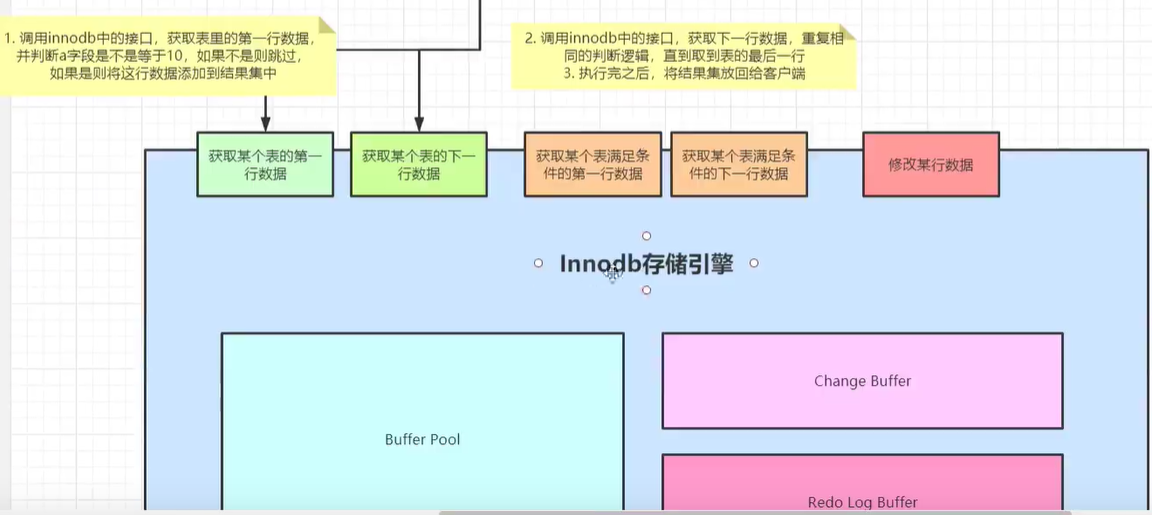 1. 调用innodb中的接口，获取表里的第一行数据，
并判断a字段是不是等于10，如果不是则跳过，
如果是则将这行数据添加到结果集中
2. 调用innodb中的接口，获取下一行数据，重复相
同的判断逻辑，直到取到表的最后一行
3. 执行完之后，将结果集放回给客户端
获取某个表的第一
行数据
获取某个表的下一
行数据
获取某个表满足条
件的第一行数据
获取某个表满足条
件的下一行数据
修改某行数据
Innodb存储引擎
Buffer Pool
Change Buffer
Redo Log Buffer